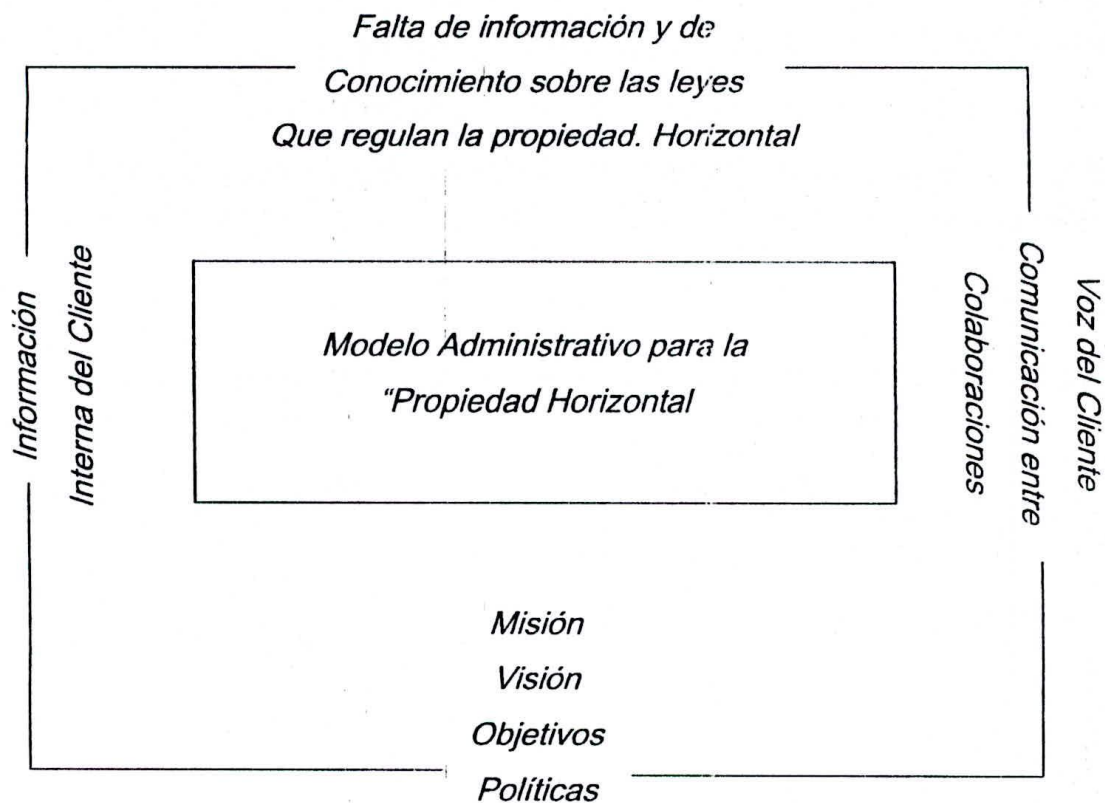 Falta de información y de
Conocimiento sobre las leyes
Que regulan la propiedad. Horizontal
Información
Interna del Cliente
Modelo Administrativo para la
“Propiedad Horizontal
Voz del Cliente
Comunicación entre
Colaboraciones
Misión
Visión
Objetivos
Políticas